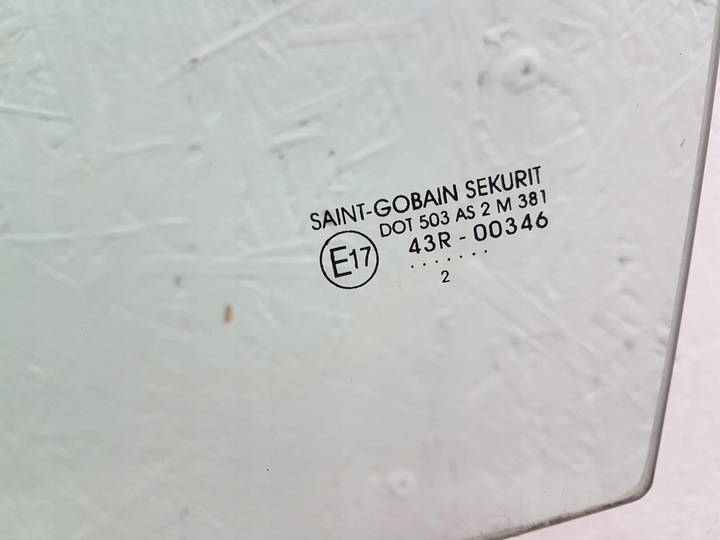 SAINT-GOBAIN SEKURIT
DOT 503 AS 2 M 381
E17 43R - 00346
.......
2